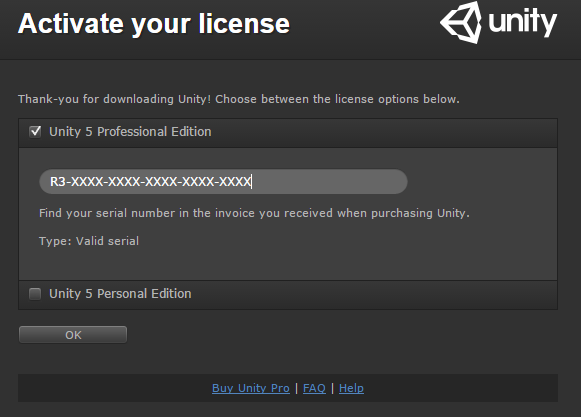 Activate your license
unity
Thank-you for downloading Unity! Choose between the license options below.
Unity 5 Professional Edition
R3-XXXX-XXXX-XXXX-XXXX-XXXX
Find your serial number in the invoice you received when purchasing Unity.
Type: Valid serial
Unity 5 Personal Edition
OK
Buy Unity Pro | FAQ | Help